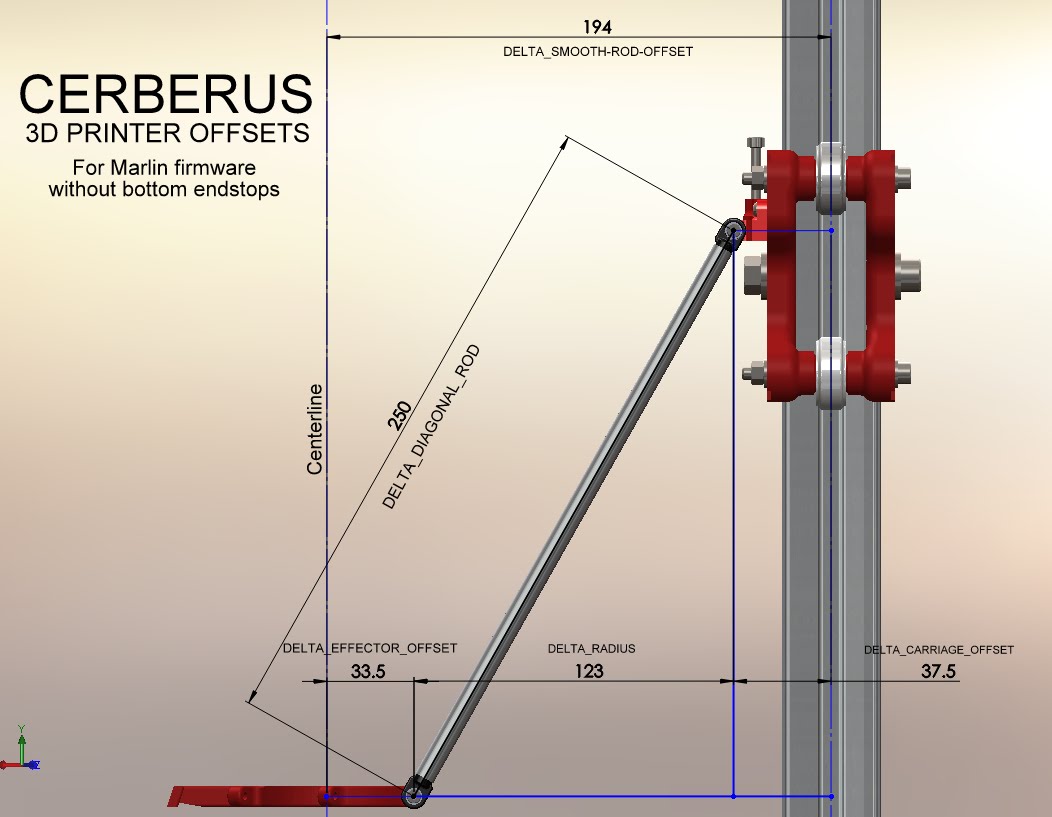 194
DELTA_SMOOTH-ROD-OFFSET
CERBERUS
3D PRINTER OFFSETS
For Marlin firmware
without bottom endstops
250
DELTA_DIAGONAL_ROD
Centerline
DELTA_EFFECTOR_OFFSET
33.5
DELTA_RADIUS
123
DELTA_CARRIAGE_OFFSET
37.5
Y
Z